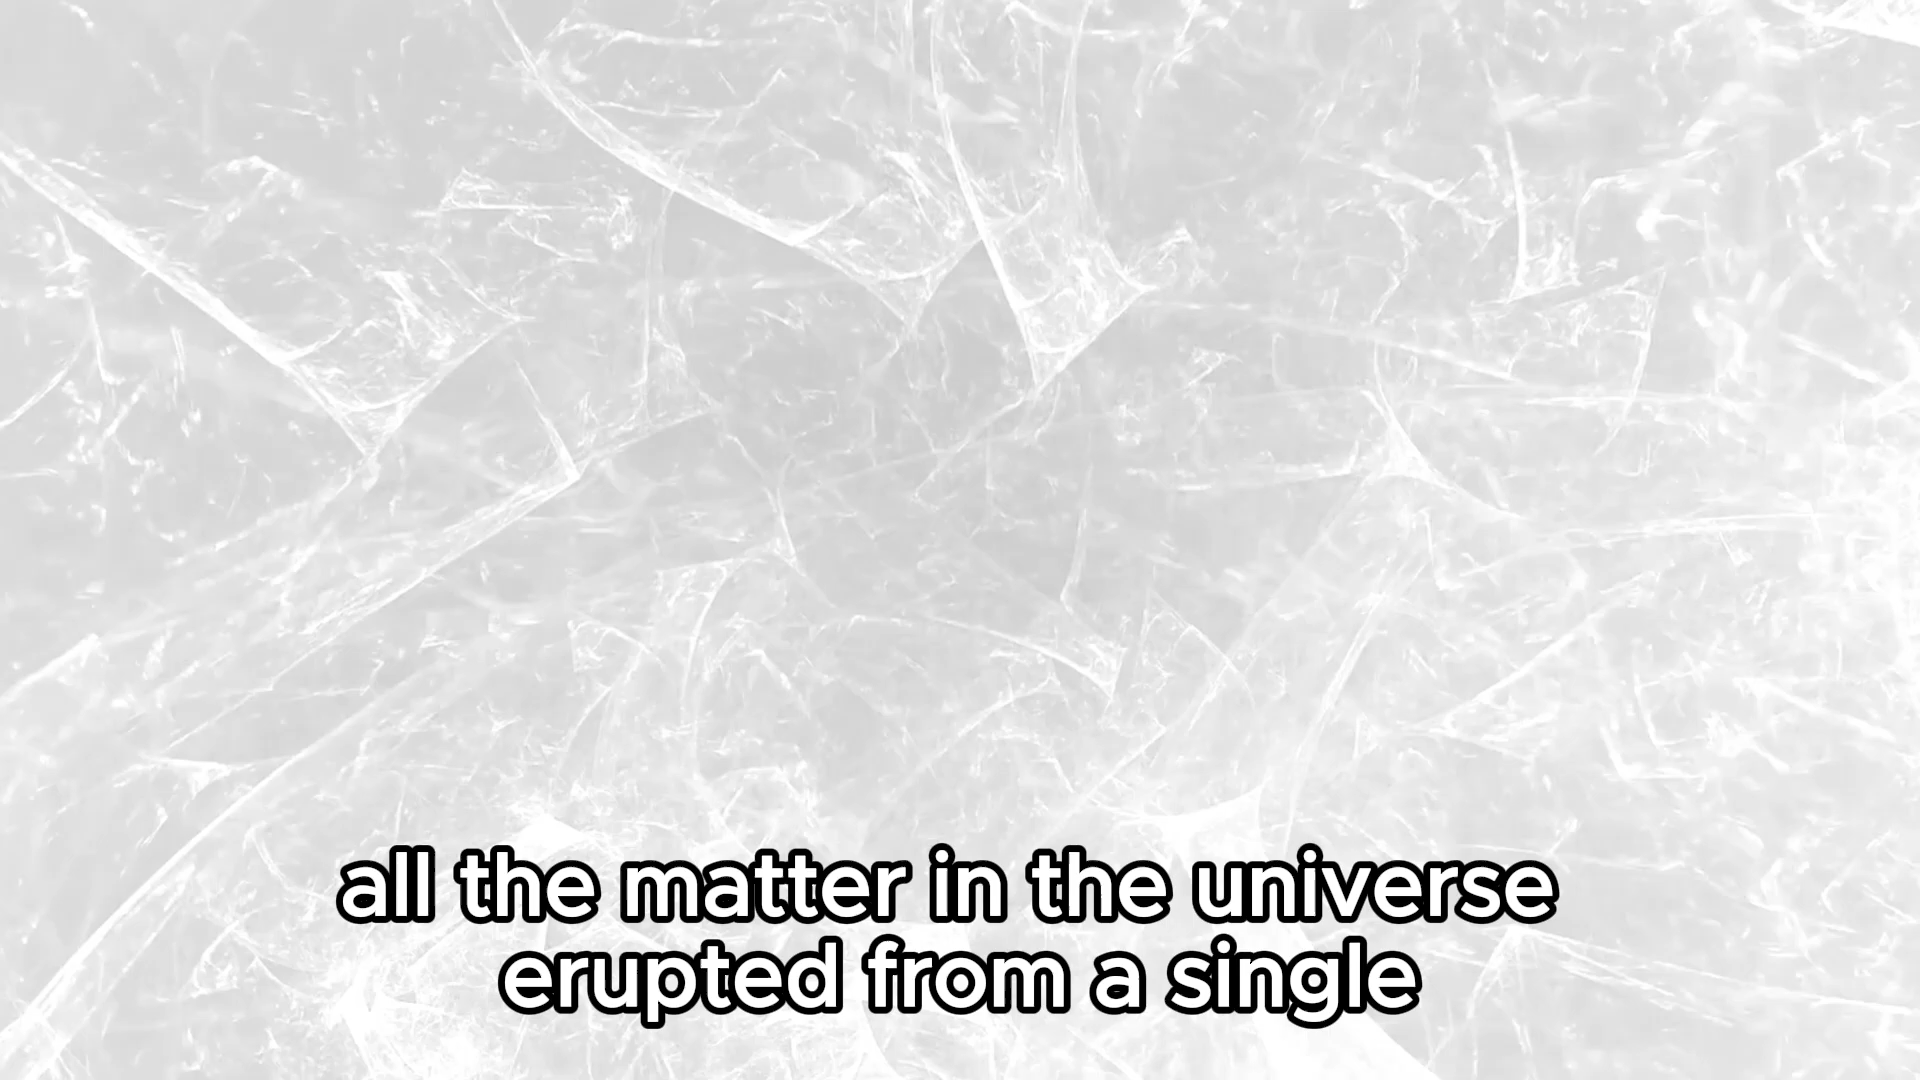 all the matter in the universe
erupted from a single